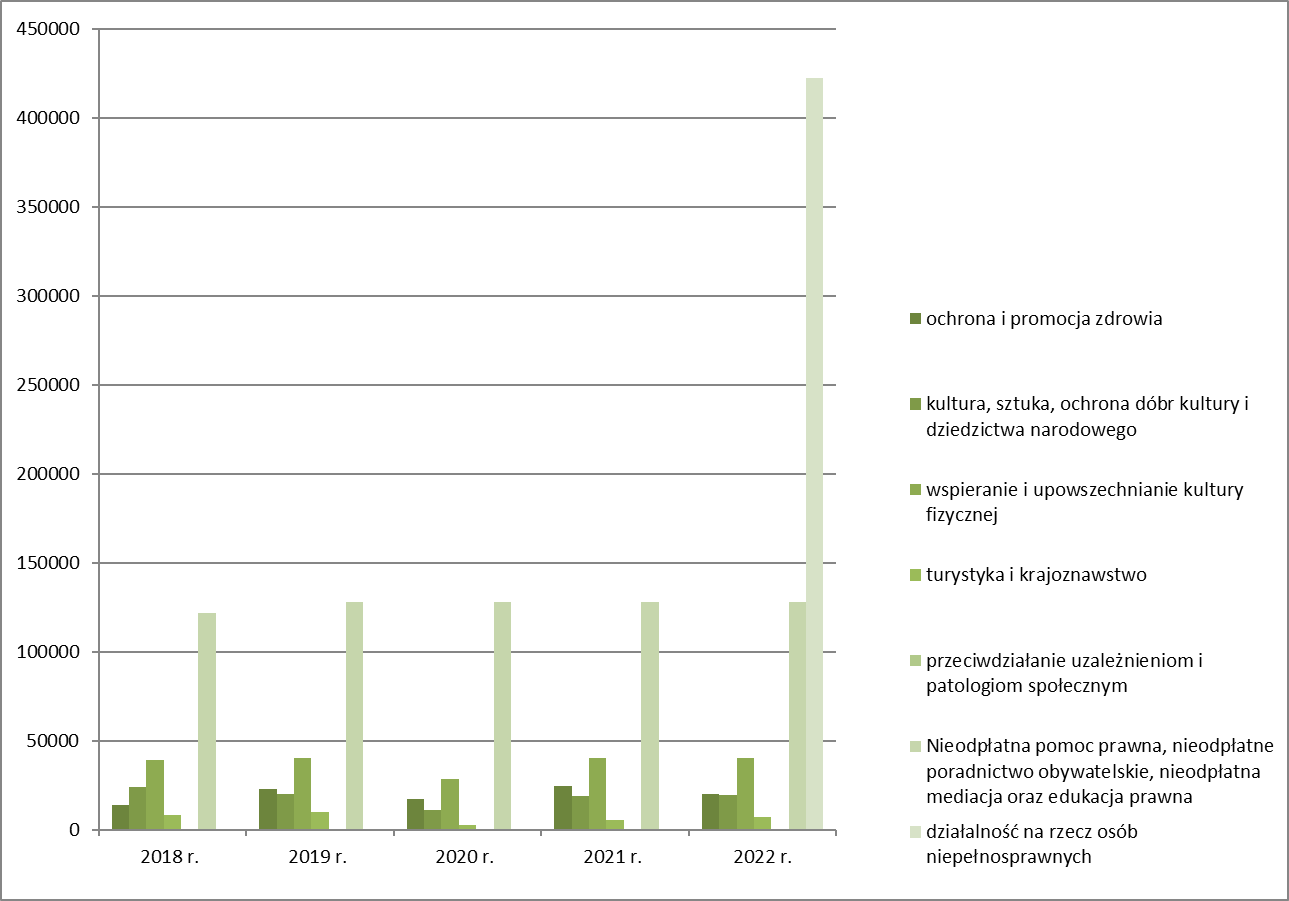 450000
400000
350000
300000
250000
200000
150000
100000
50000
0
2018 r.
2019 r.
2020 r.
2021 r.
2022 r.
ochrona i promocja zdrowia
kultura, sztuka, ochrona dóbr kultury i
dziedzictwa narodowego
wspieranie i upowszechnianie kultury
fizycznej
turystyka i krajoznawstwo
przeciwdziałanie uzależnieniom i
patologiom społecznym
Nieodpłatna pomoc prawna, nieodpłatne
poradnictwo obywatelskie, nieodpłatna
mediacja oraz edukacja prawna
działalność na rzecz osób
niepełnosprawnych